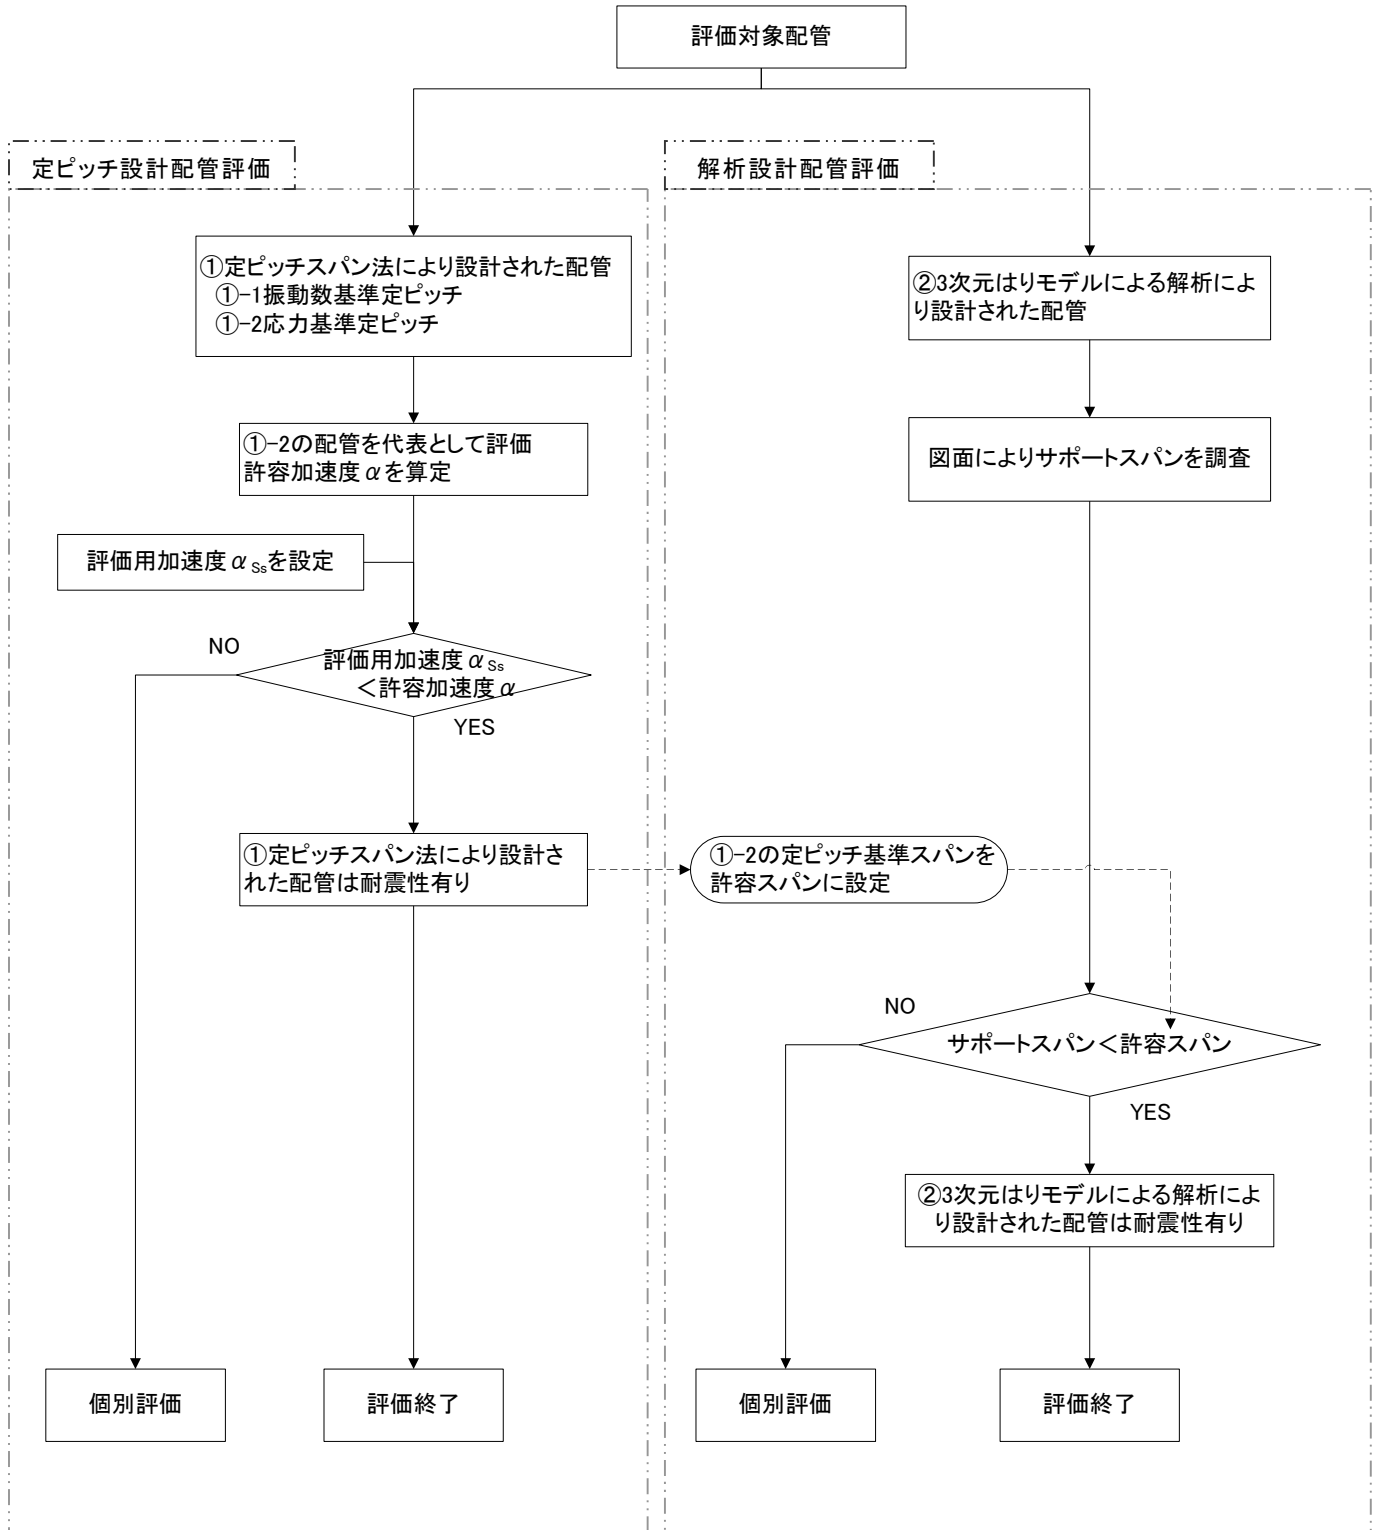 評価対象配管
定ピッチ設計配管評価
①定ピッチスパン法により設計された配管
①-1振動数基準定ピッチ
①-2応力基準定ピッチ
①-2の配管を代表として評価
許容加速度αを算定
評価用加速度αSsを設定
NO
評価用加速度αSs
＜許容加速度α
YES
①定ピッチスパン法により設計さ
れた配管は耐震性有り
個別評価
評価終了
解析設計配管評価
②3次元はりモデルによる解析によ
り設計された配管
図面によりサポートスパンを調査
①-2の定ピッチ基準スパンを
許容スパンに設定
NO
サポートスパン＜許容スパン
YES
②3次元はりモデルによる解析によ
り設計された配管は耐震性有り
個別評価
評価終了